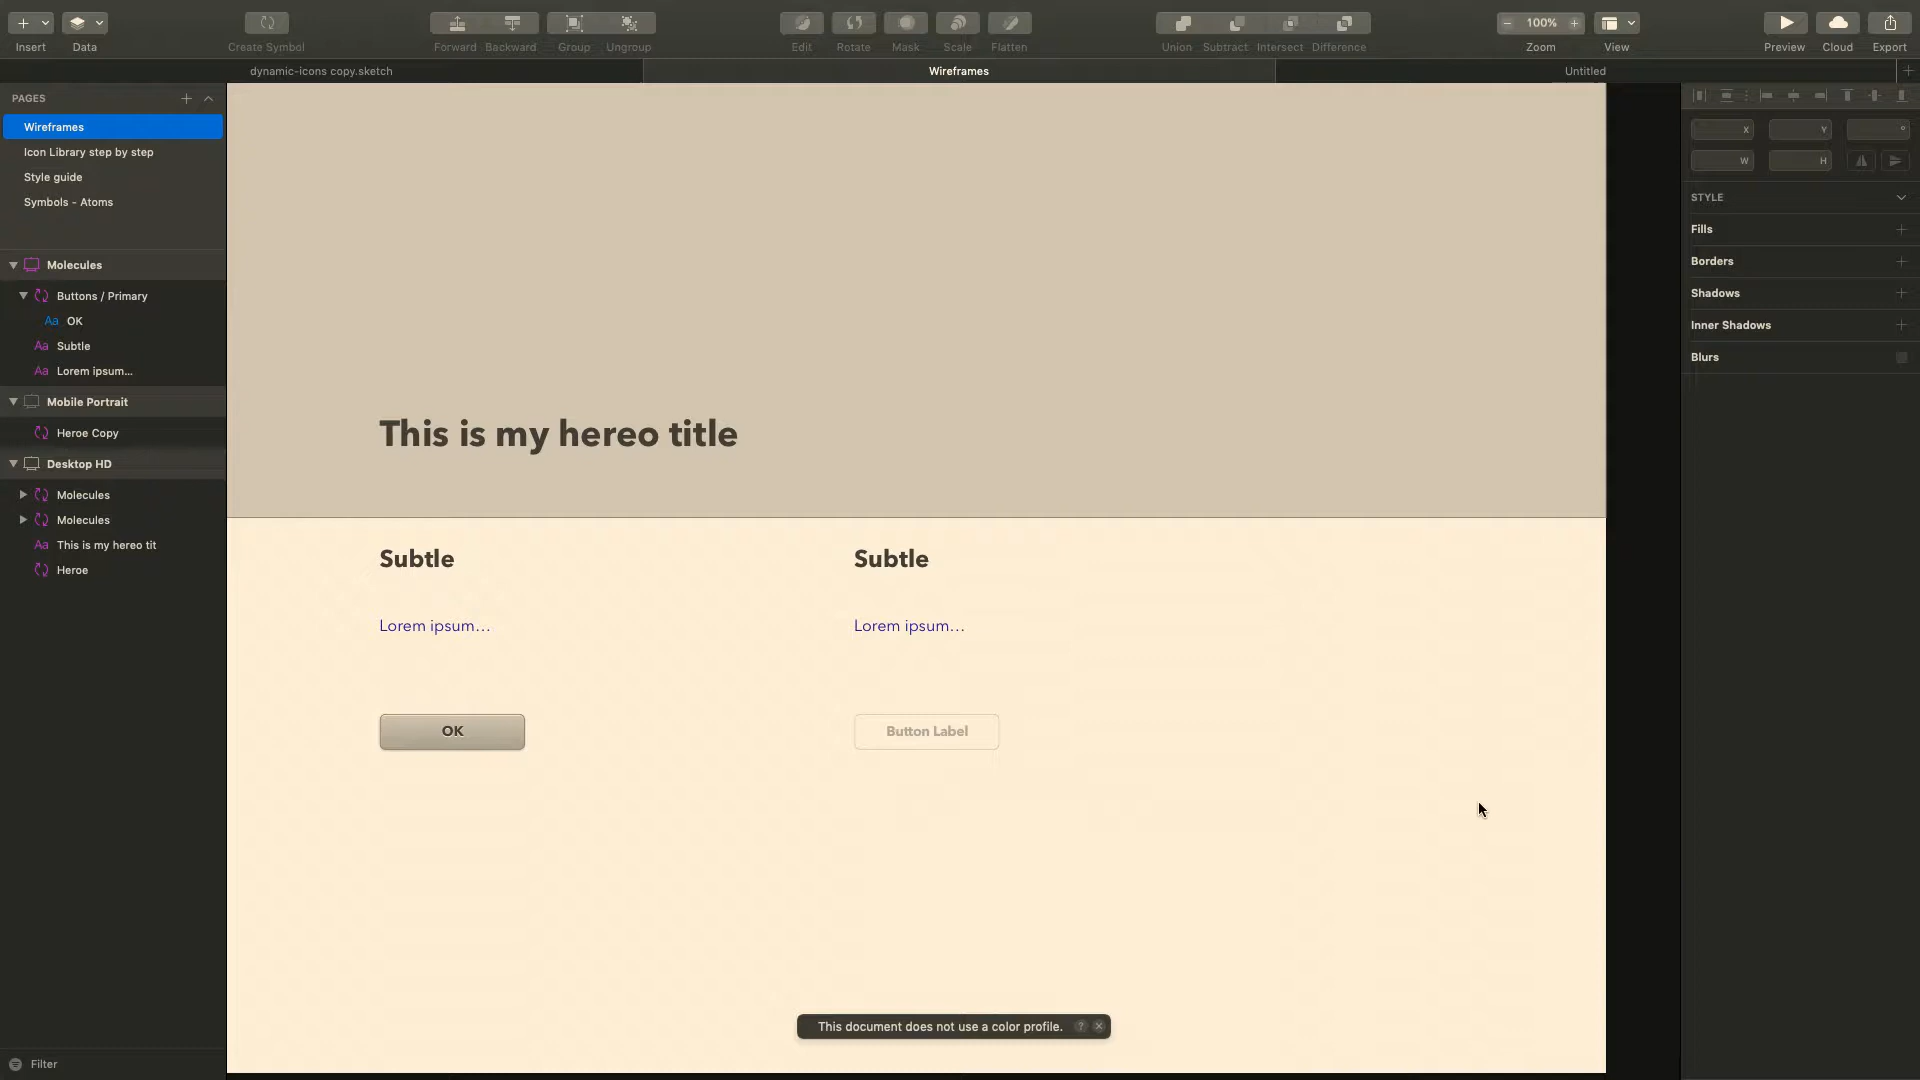 Insert
Data
Create Symbol
Forward
Backward
Group
Ungroup
Edit
Rotate
Mask
Scale
Flatten
Union
Subtract
Intersect
Difference
100%
Zoom
View
Preview
Cloud
Export
dynamic-icons copy.sketch
Wireframes
Untitled
PAGES
Wireframes
Icon Library step by step
Style guide
Symbols - Atoms
Molecules
Buttons / Primary
Aa OK
Aa Subtle
Aa Lorem ipsum...
Mobile Portrait
Heroe Copy
Desktop HD
Molecules
Molecules
Aa This is my hereo tit
Heroe
Filter
This is my hereo title
Subtle
Subtle
Lorem ipsum...
Lorem ipsum...
OK
Button Label
This document does not use a color profile. ?
X
Y
°
W
H
STYLE
Fills
Borders
Shadows
Inner Shadows
Blurs